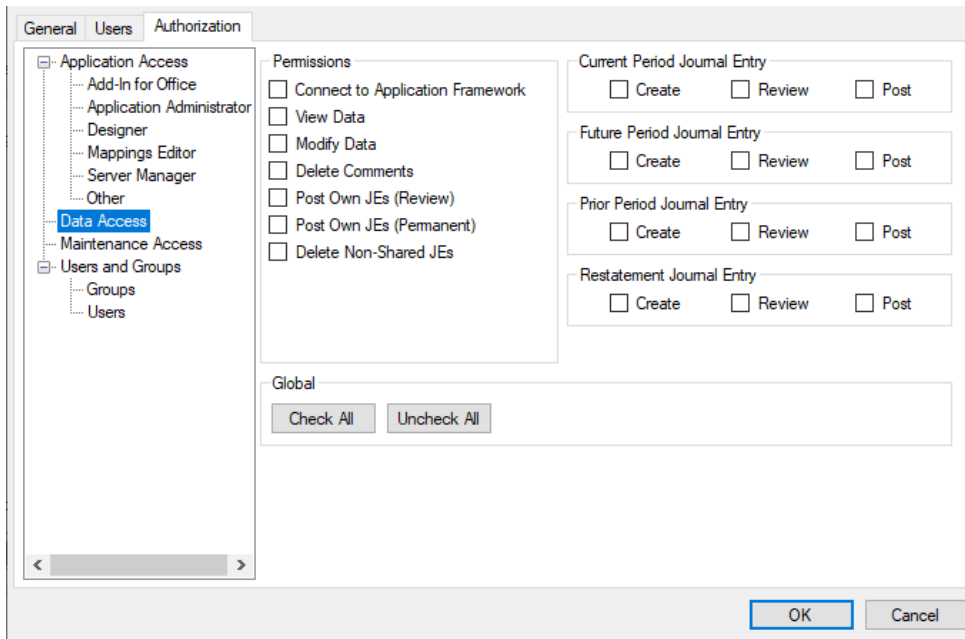 General Users Authorization
Application Access
Add-In for Office
Application Administrator
Designer
Mappings Editor
Server Manager
Other
Data Access
Maintenance Access
Users and Groups
Groups
Users
Permissions
Connect to Application Framework
View Data
Modify Data
Delete Comments
Post Own JEs (Review)
Post Own JEs (Permanent)
Delete Non-Shared JEs
Current Period Journal Entry
Create Review Post
Future Period Journal Entry
Create Review Post
Prior Period Journal Entry
Create Review Post
Restatement Journal Entry
Create Review Post
Global
Check All Uncheck All
OK Cancel